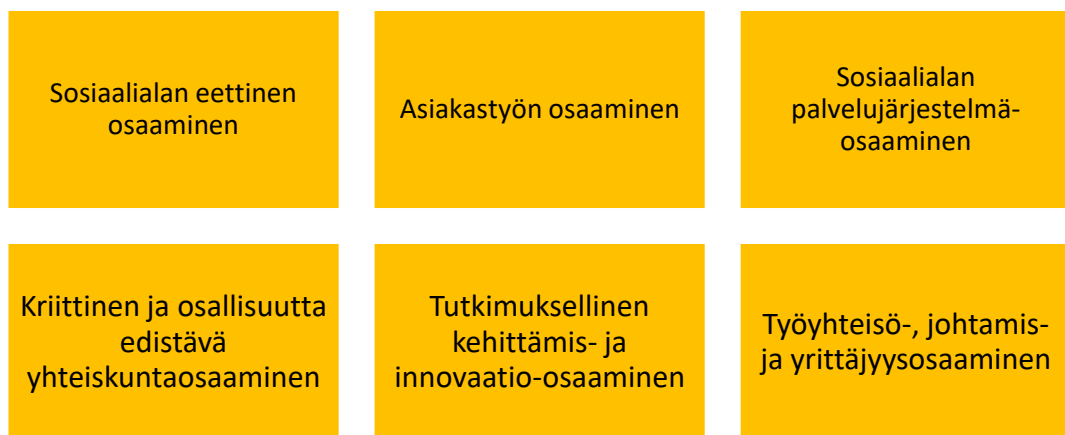 Sosiaalialan eettinen
osaaminen
Asiakastyön osaaminen
Sosiaalialan
palvelujärjestelmä-
osaaminen
Kriittinen ja osallisuutta
edistävä
yhteiskuntaosaaminen
Tutkimuksellinen
kehittämis- ja
innovaatio-osaaminen
Työyhteisö-, johtamis-
ja yrittäjyysosaaminen